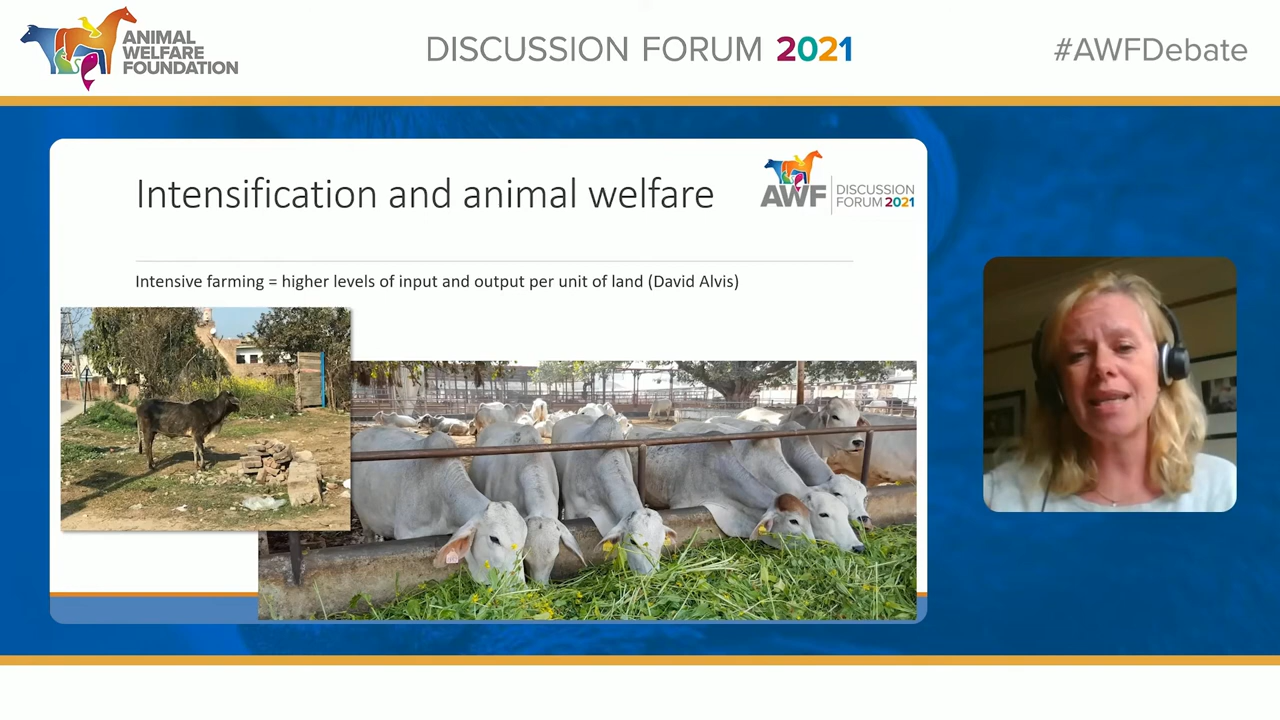 ANIMAL
WELFARE
FOUNDATION
DISCUSSION FORUM 2021
#AWFDebate
Intensification and animal welfare
AWF
DISCUSSION
FORUM 2021
Intensive farming = higher levels of input and output per unit of land (David Alvis)